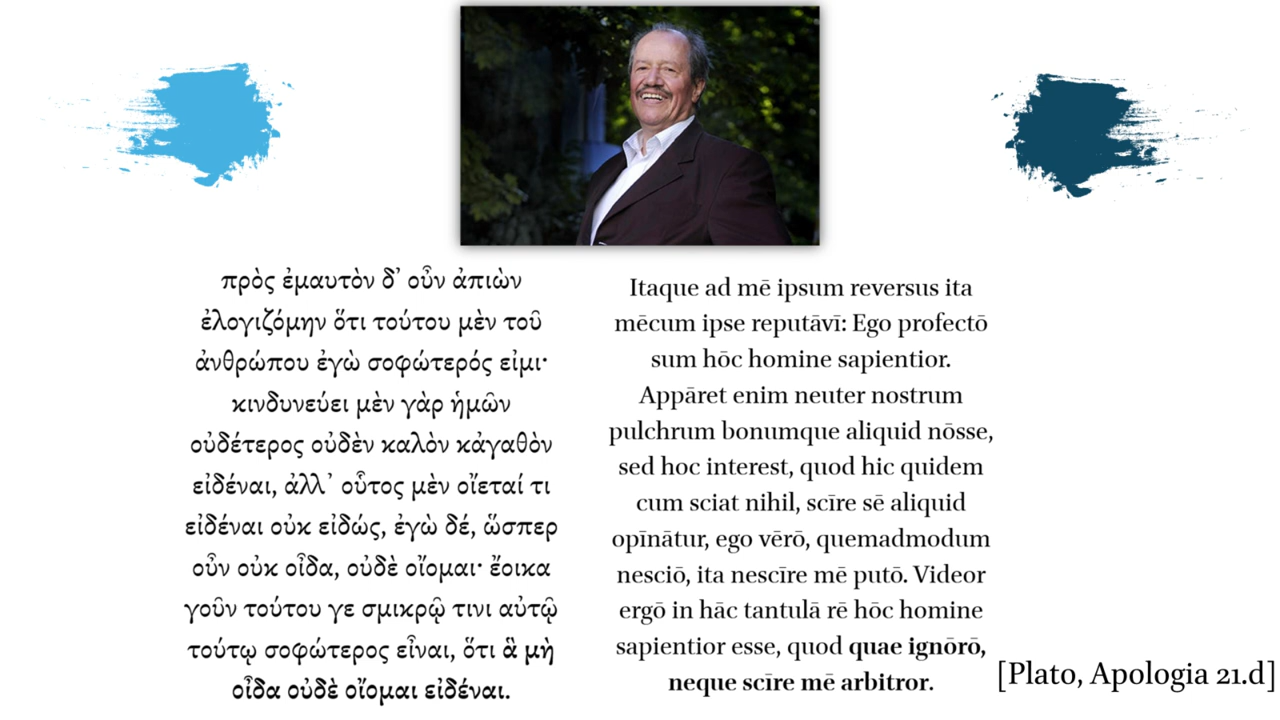 πρὸς ἐμαυτὸν δ’ οὖν ἀπιὼν
ἐλογιζόμην ὅτι τούτου μὲν τοῦ
ἀνθρώπου ἐγὼ σοφώτερός εἰμι·
κινδυνεύει μὲν γὰρ ἡμῶν
οὐδέτερος οὐδὲν καλὸν κἀγαθὸν
εἰδέναι, ἀλλ’ οὗτος μὲν οἴεταί τι
εἰδέναι οὐκ εἰδώς, ἐγὼ δέ, ὥσπερ
οὖν οὐκ οἶδα, οὐδὲ οἴομαι· ἔοικα
γοῦν τούτου γε σμικρῷ τινι αὐτῷ
τούτῳ σοφώτερος εἶναι, ὅτι ἃ μὴ
οἶδα οὐδὲ οἴομαι εἰδέναι.
Itaque ad mē ipsum reversus ita
mēcum ipse reputāvī: Ego profectō
sum hōc homine sapientior.
Appāret enim neuter nostrum
pulchrum bonumque aliquid nōsse,
sed hoc interest, quod hic quidem
cum sciat nihil, scīre sē aliquid
opīnātur, ego vērō, quemadmodum
nesciō, ita nescīre mē putō. Videor
ergō in hāc tantulā rē hōc homine
sapientior esse, quod quae ignōrō,
neque scīre mē arbitror.
[Plato, Apologia 21.d]